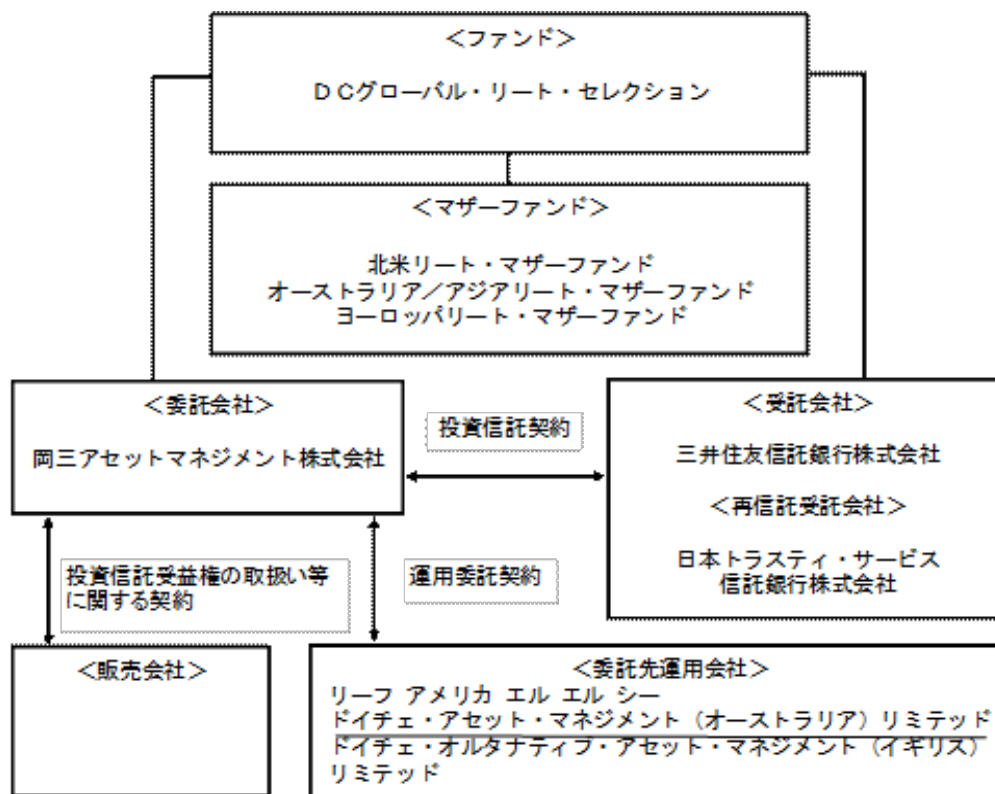 ＜ファンド＞
ＤＣグローバル・リート・セレクション
＜マザーファンド＞
北米リート・マザーファンド
オーストラリア／アジアリート・マザーファンド
ヨーロッパリート・マザーファンド
＜委託会社＞
岡三アセットマネジメント株式会社
投資信託契約
＜受託会社＞
三井住友信託銀行株式会社
＜再信託受託会社＞
日本トラスティ・サービス
信託銀行株式会社
投資信託受益権の取扱い等
に関する契約
運用委託契約
＜販売会社＞
＜委託先運用会社＞
リーフ アメリカ エル エル シー
ドイチェ・アセット・マネジメント（オーストラリア）リミテッド
ドイチェ・オルタナティブ・アセット・マネジメント（イギリス）
リミテッド